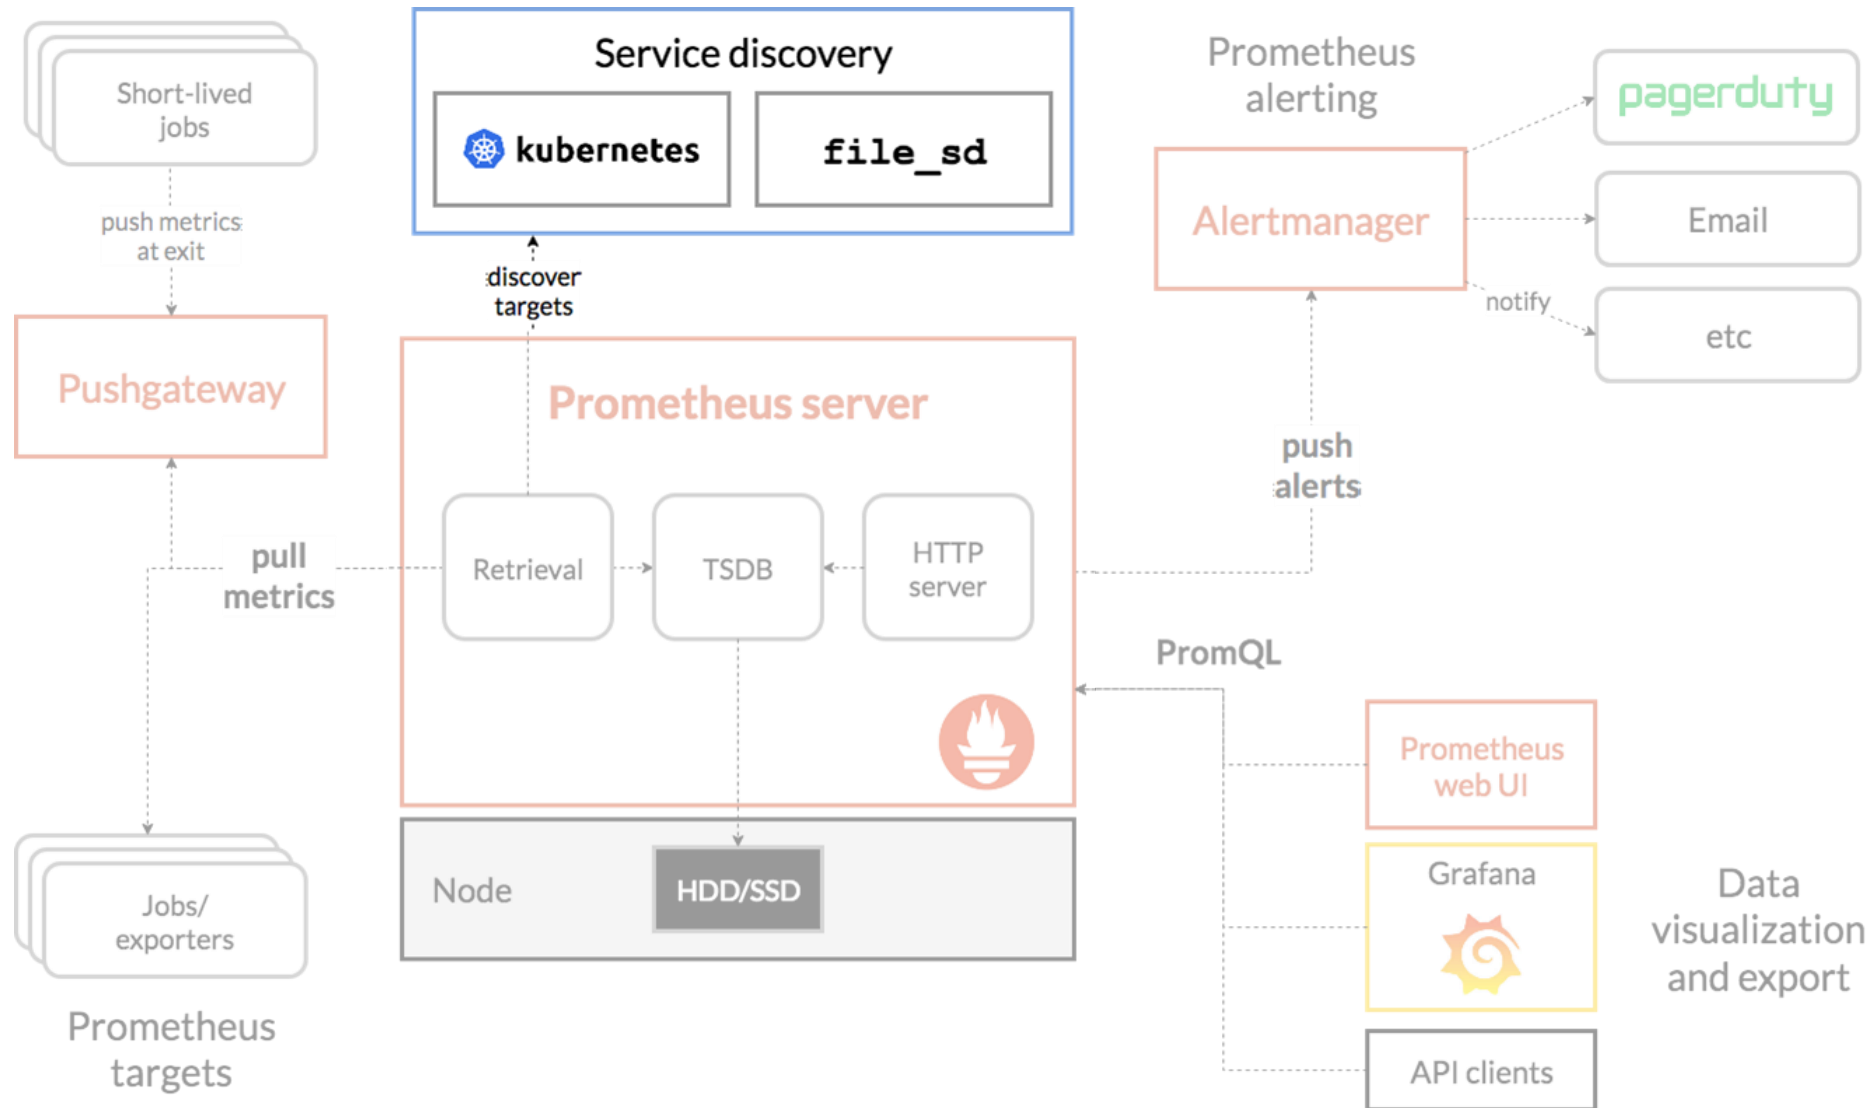 Short-lived
jobs
push metrics
at exit
Pushgateway
pull
metrics
Jobs/
exporters
Prometheus
targets
Service discovery
kubernetes
file_sd
discover
targets
Prometheus server
Retrieval
TSDB
HTTP
server
Node
HDD/SSD
Prometheus
alerting
Alertmanager
pagerduty
Email
notify
etc
push
alerts
PromQL
Prometheus
web UI
Grafana
API clients
Data
visualization
and export